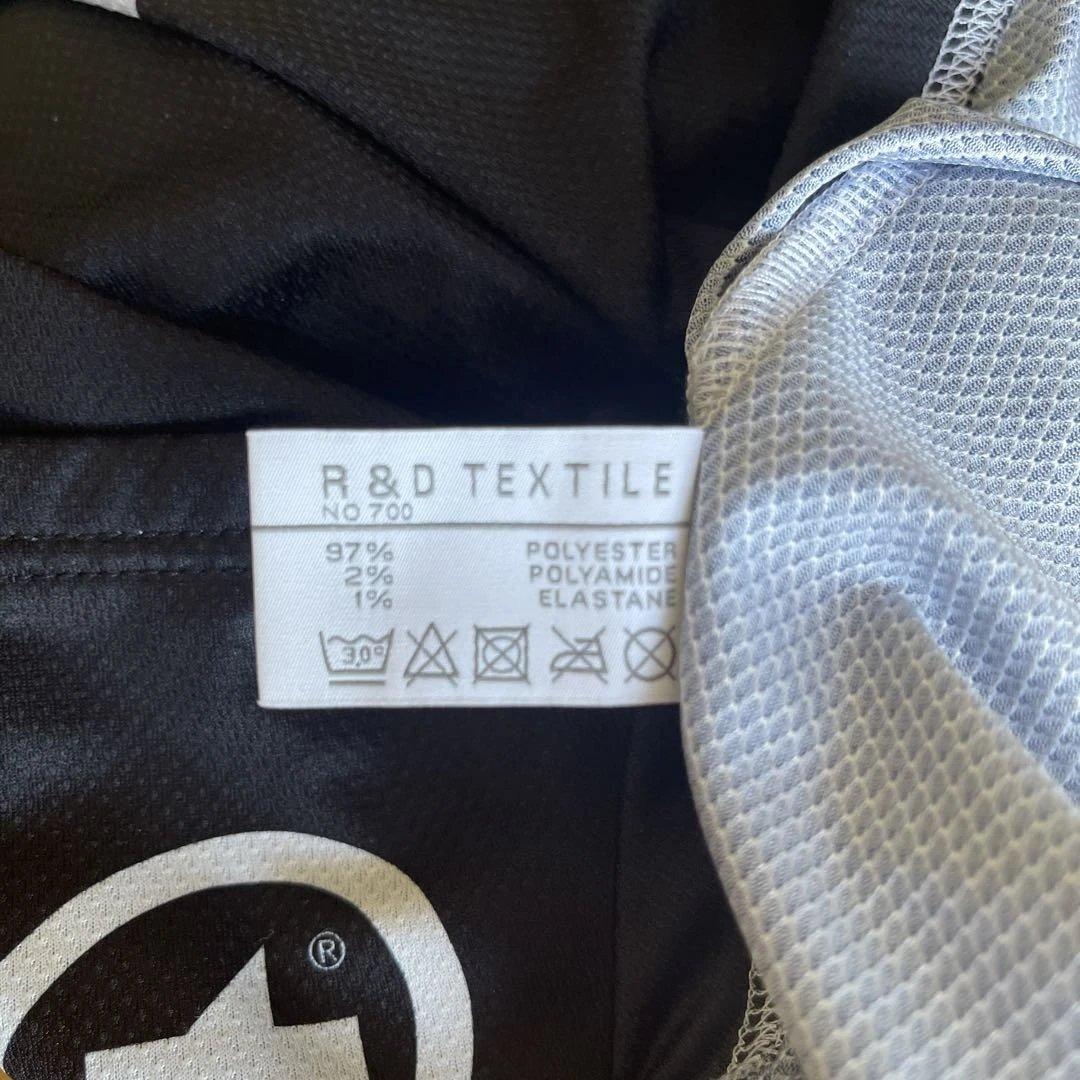 R & D TEXTILE
NO 700
97% POLYESTER
2% POLYAMIDE
1% ELASTANE
30°
®